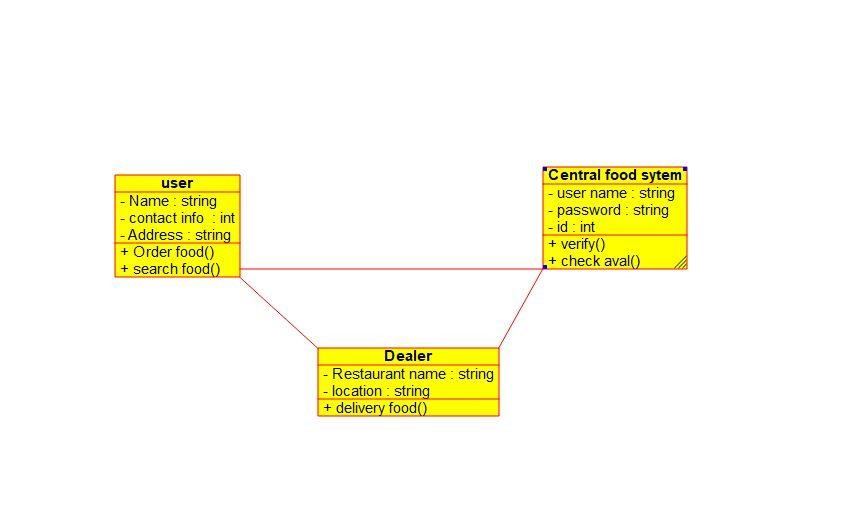 user
- Name : string
- contact info : int
- Address : string
+ Order food()
+ search food()
Central food sytem
- user name : string
- password : string
- id : int
+ verify()
+ check aval()
Dealer
- Restaurant name : string
- location : string
+ delivery food()